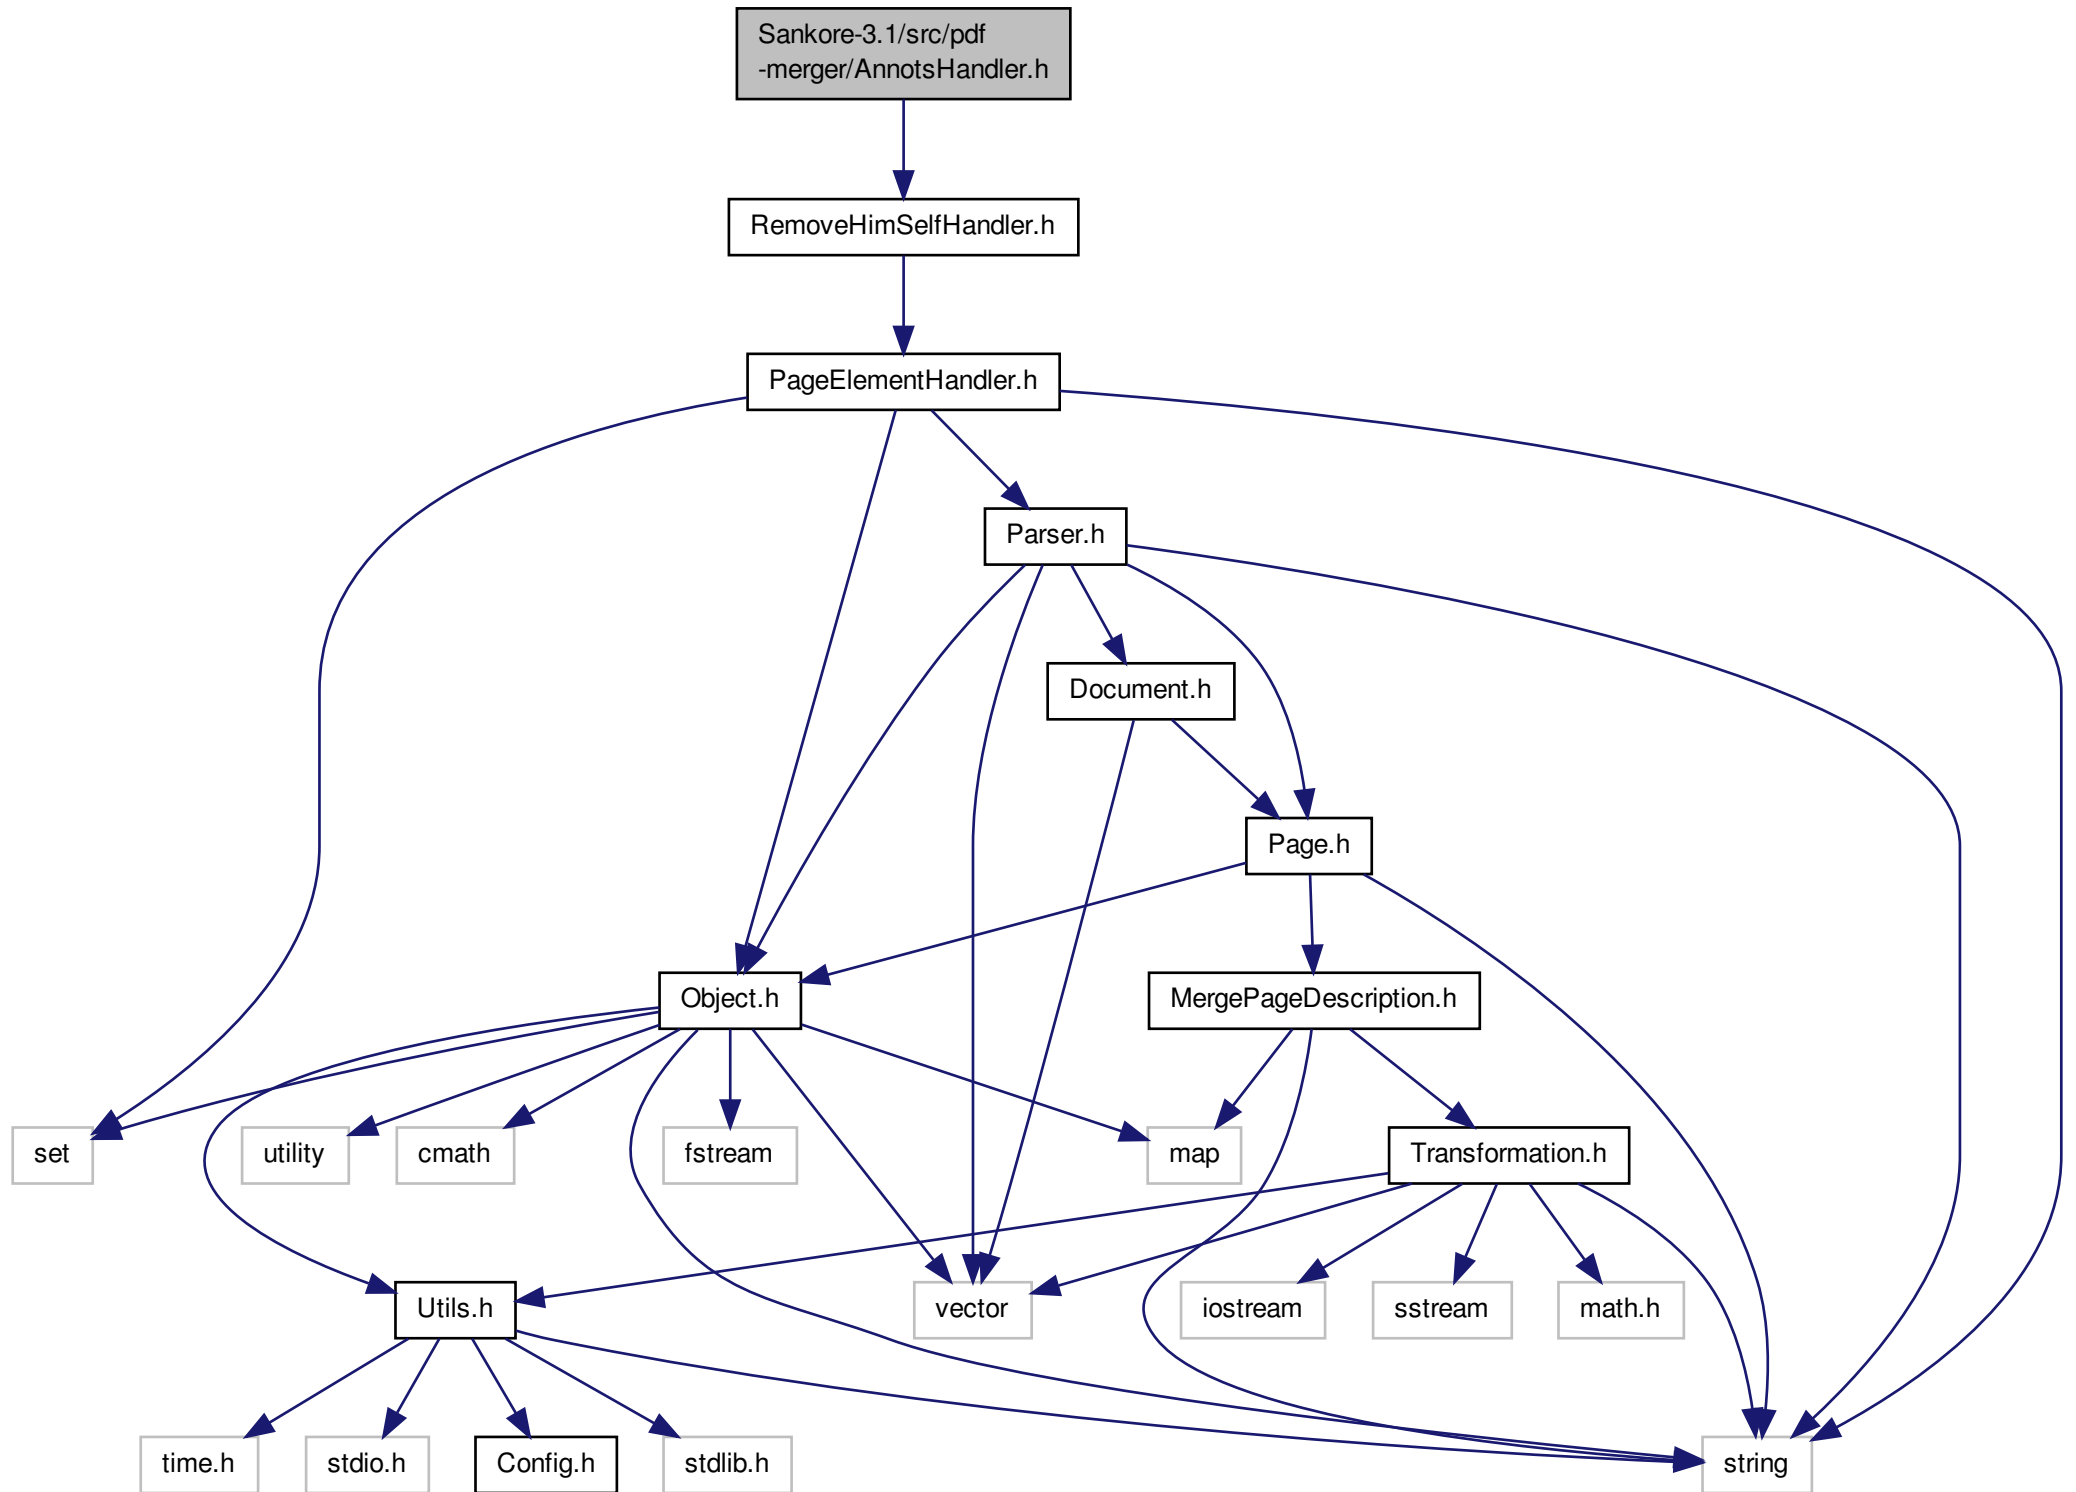 Sankore-3.1/src/pdf
-merger/AnnotsHandler.h
RemoveHimSelfHandler.h
PageElementHandler.h
Parser.h
Document.h
Page.h
Object.h
MergePageDescription.h
set
utility
cmath
fstream
map
Transformation.h
Utils.h
vector
iostream
sstream
math.h
time.h
stdio.h
Config.h
stdlib.h
string